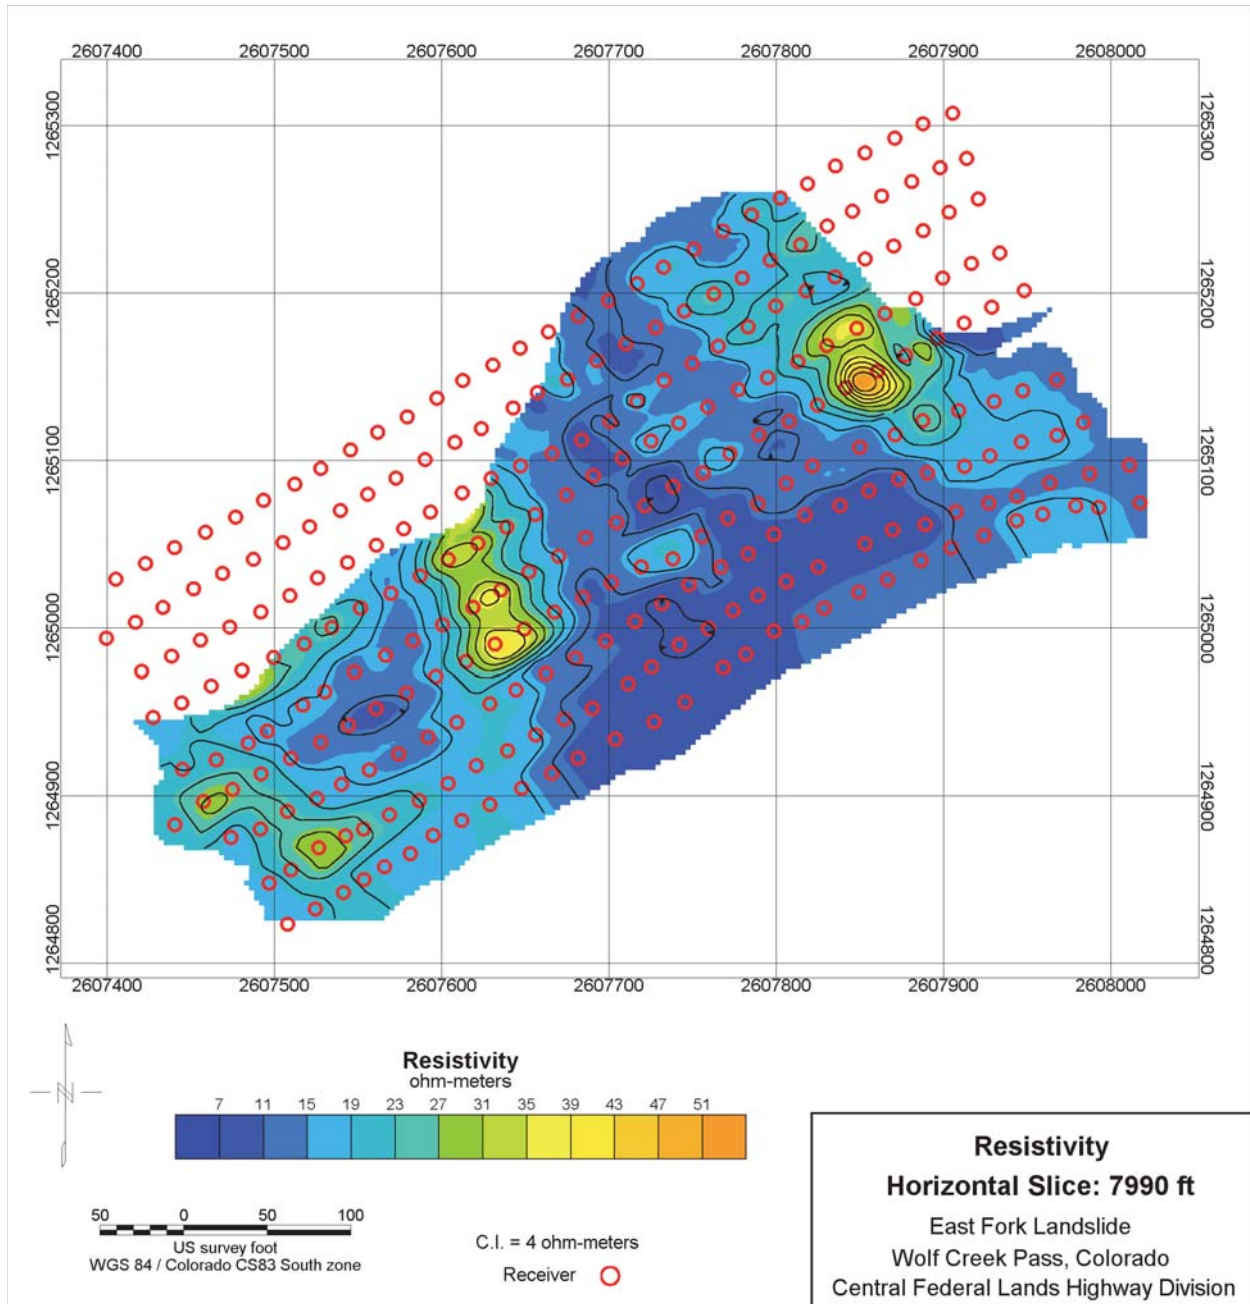 2607400 2607500 2607600 2607700 2607800 2607900 2608000
1265300 1265300
1265200 1265200
1265100 1265100
1265000 1265000
1264900 1264900
1264800 1264800
2607400 2607500 2607600 2607700 2607800 2607900 2608000
N
Resistivity
ohm-meters
7 11 15 19 23 27 31 35 39 43 47 51
50 0 50 100
US survey foot
WGS 84 / Colorado CS83 South zone
C.I. = 4 ohm-meters
Receiver
Resistivity
Horizontal Slice: 7990 ft
East Fork Landslide
Wolf Creek Pass, Colorado
Central Federal Lands Highway Division